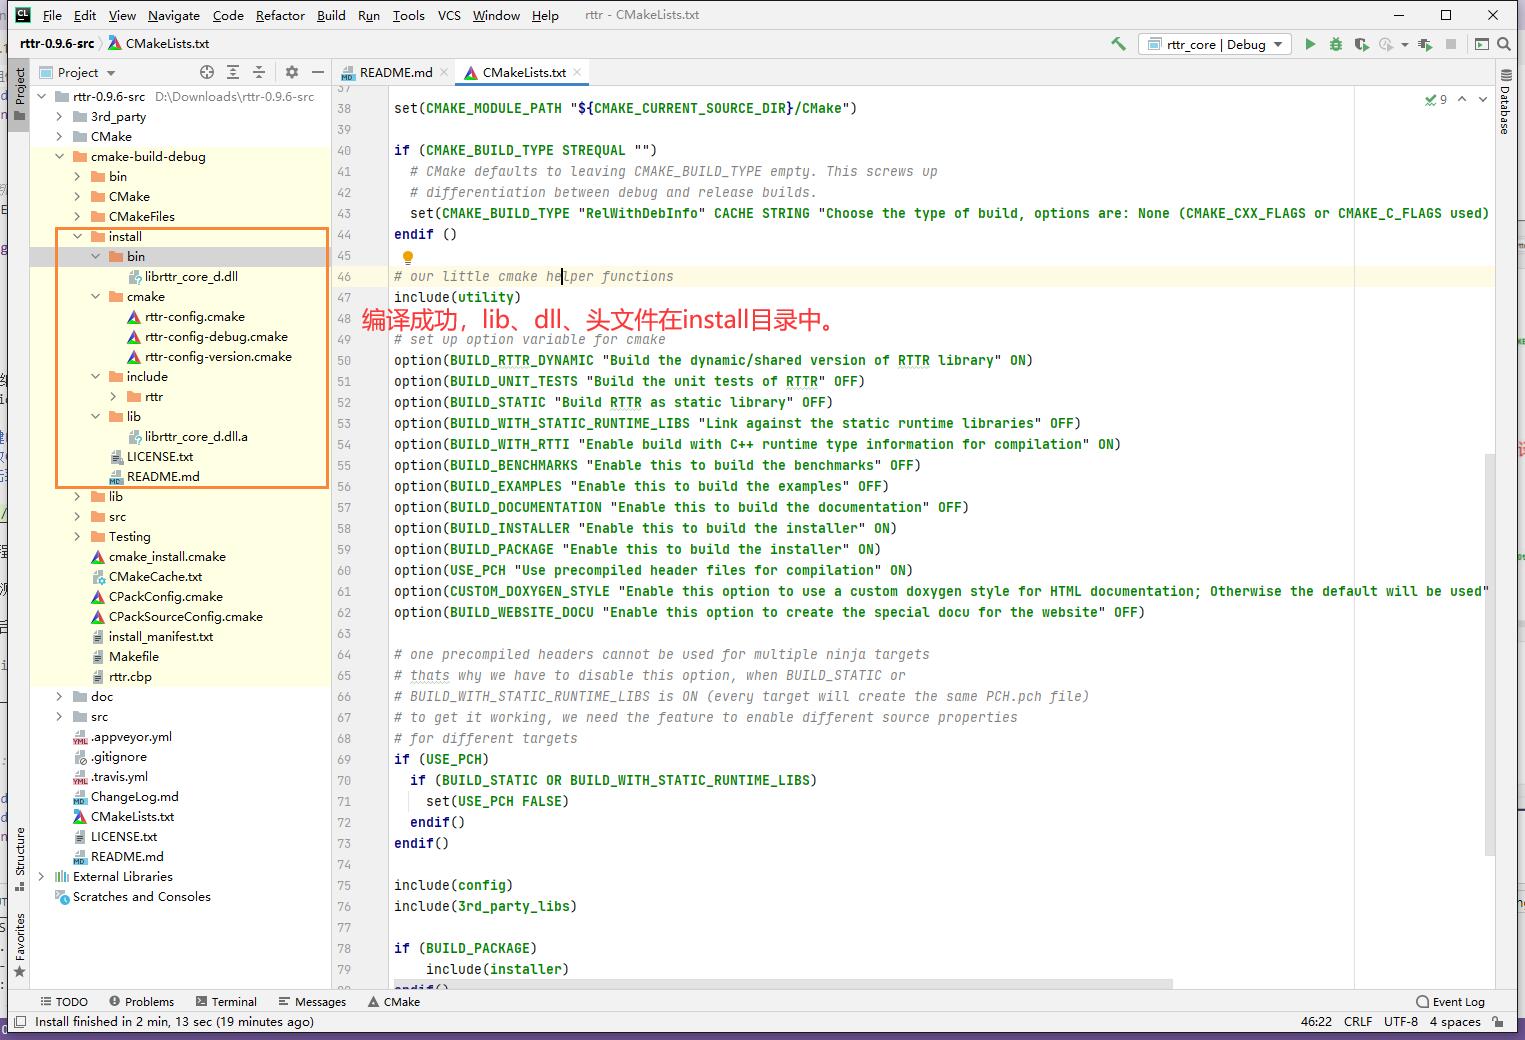 File Edit View Navigate Code Refactor Build Run Tools VCS Window Help rttr - CMakeLists.txt
rttr-0.9.6-src CMakeLists.txt rttr_core | Debug
Project README.md CMakeLists.txt
Project
Structure
Favorites
Database
rttr-0.9.6-src D:\Downloads\rttr-0.9.6-src
3rd_party
CMake
cmake-build-debug
bin
CMake
CMakeFiles
install
bin
librttr_core_d.dll
cmake
rttr-config.cmake
rttr-config-debug.cmake
rttr-config-version.cmake
include
rttr
lib
librttr_core_d.dll.a
LICENSE.txt
README.md
lib
src
Testing
cmake_install.cmake
CMakeCache.txt
CPackConfig.cmake
CPackSourceConfig.cmake
install_manifest.txt
Makefile
rttr.cbp
doc
src
.appveyor.yml
.gitignore
.travis.yml
ChangeLog.md
CMakeLists.txt
LICENSE.txt
README.md
External Libraries
Scratches and Consoles
9
37
38 set(CMAKE_MODULE_PATH "${CMAKE_CURRENT_SOURCE_DIR}/CMake")
39
40 if (CMAKE_BUILD_TYPE STREQUAL "")
41 # CMake defaults to leaving CMAKE_BUILD_TYPE empty. This screws up
42 # differentiation between debug and release builds.
43 set(CMAKE_BUILD_TYPE "RelWithDebInfo" CACHE STRING "Choose the type of build, options are: None (CMAKE_CXX_FLAGS or CMAKE_C_FLAGS used)
44 endif ()
45
46 # our little cmake helper functions
47 include(utility)
48
编译成功，lib、dll、头文件在install目录中。
49 # set up option variable for cmake
50 option(BUILD_RTTR_DYNAMIC "Build the dynamic/shared version of RTTR library" ON)
51 option(BUILD_UNIT_TESTS "Build the unit tests of RTTR" OFF)
52 option(BUILD_STATIC "Build RTTR as static library" OFF)
53 option(BUILD_WITH_STATIC_RUNTIME_LIBS "Link against the static runtime libraries" OFF)
54 option(BUILD_WITH_RTTI "Enable build with C++ runtime type information for compilation" ON)
55 option(BUILD_BENCHMARKS "Enable this to build the benchmarks" OFF)
56 option(BUILD_EXAMPLES "Enable this to build the examples" OFF)
57 option(BUILD_DOCUMENTATION "Enable this to build the documentation" OFF)
58 option(BUILD_INSTALLER "Enable this to build the installer" ON)
59 option(BUILD_PACKAGE "Enable this to build the installer" ON)
60 option(USE_PCH "Use precompiled header files for compilation" ON)
61 option(CUSTOM_DOXYGEN_STYLE "Enable this option to use a custom doxygen style for HTML documentation; Otherwise the default will be used"
62 option(BUILD_WEBSITE_DOCU "Enable this option to create the special docu for the website" OFF)
63
64 # one precompiled headers cannot be used for multiple ninja targets
65 # thats why we have to disable this option, when BUILD_STATIC or
66 # BUILD_WITH_STATIC_RUNTIME_LIBS is ON (every target will create the same PCH.pch file)
67 # to get it working, we need the feature to enable different source properties
68 # for different targets
69 if (USE_PCH)
70 if (BUILD_STATIC OR BUILD_WITH_STATIC_RUNTIME_LIBS)
71 set(USE_PCH FALSE)
72 endif()
73 endif()
74
75 include(config)
76 include(3rd_party_libs)
77
78 if (BUILD_PACKAGE)
79 include(installer)
TODO Problems Terminal Messages CMake Event Log
Install finished in 2 min, 13 sec (19 minutes ago) 46:22 CRLF UTF-8 4 spaces